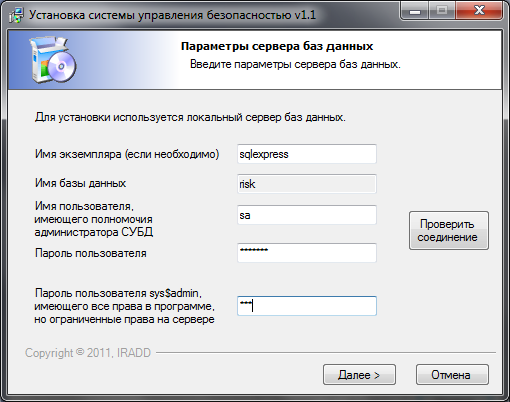 Установка системы управления безопасностью v1.1
Параметры сервера баз данных
Введите параметры сервера баз данных.
Для установки используется локальный сервер баз данных.
Имя экземпляра (если необходимо)
sqlexpress
Имя базы данных
risk
Имя пользователя,
имеющего полномочия
администратора СУБД
sa
Проверить
соединение
Пароль пользователя
*******
Пароль пользователя sys$admin,
имеющего все права в программе,
но ограниченные права на сервере
***
Copyright © 2011, IRADD
Далее >
Отмена